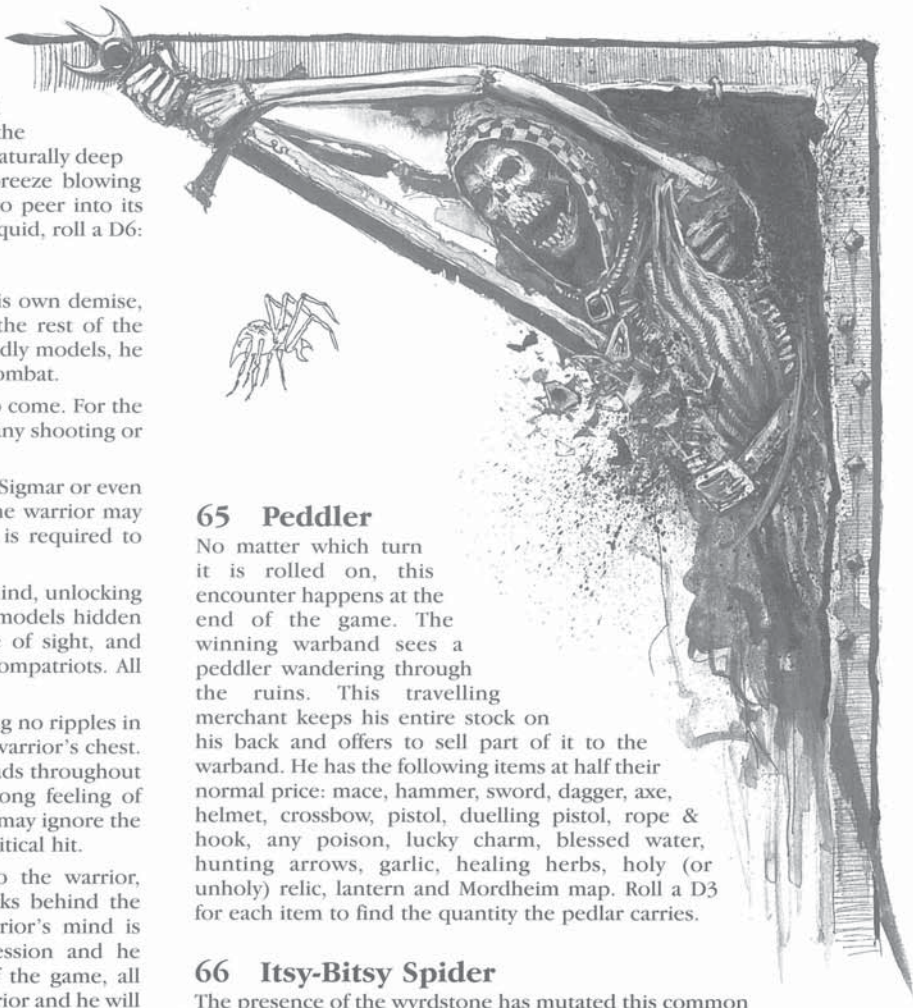 the
aturally deep
reeze blowing
o peer into its
quid, roll a D6:
is own demise,
the rest of the
dly models, he
ombat.
o come. For the
any shooting or
Sigmar or even
ne warrior may
is required to
ind, unlocking
models hidden
e of sight, and
ompatriots. All
ng no ripples in
warrior's chest.
ds throughout
ong feeling of
may ignore the
itical hit.
o the warrior,
ks behind the
rrior's mind is
ession and he
f the game, all
rior and he will
65 Peddler
No matter which turn
it is rolled on, this
encounter happens at the
end of the game. The
winning warband sees a
peddler wandering through
the ruins. This travelling
merchant keeps his entire stock on
his back and offers to sell part of it to the
warband. He has the following items at half their
normal price: mace, hammer, sword, dagger, axe,
helmet, crossbow, pistol, duelling pistol, rope &
hook, any poison, lucky charm, blessed water,
hunting arrows, garlic, healing herbs, holy (or
unholy) relic, lantern and Mordheim map. Roll a D3
for each item to find the quantity the pedlar carries.
66 Itsy-Bitsy Spider
The presence of the wyrdstone has mutated this common